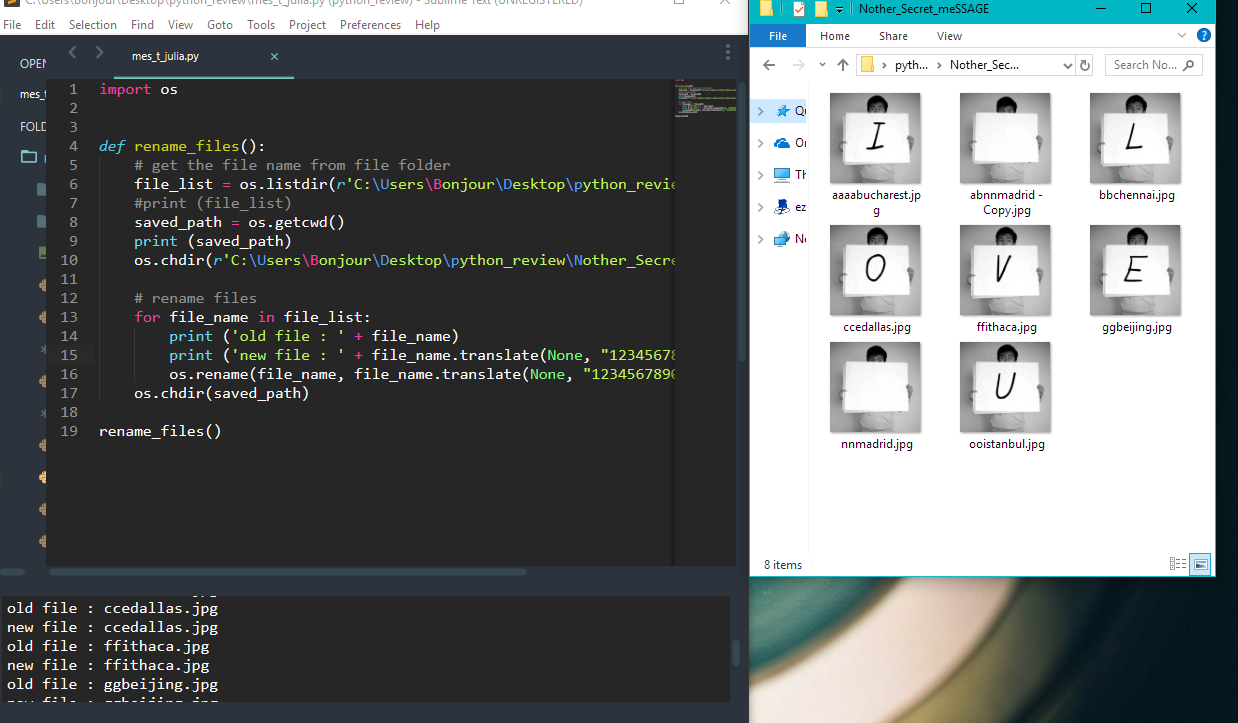 C:\Users\Bonjour\Desktop\python_review\mes_t_julia.py (python_review) - Sublime Text (UNREGISTERED)
File Edit Selection Find View Goto Tools Project Preferences Help
OPEN
mes_t_julia.py
mes_t
FOLD
1 import os
2
3
4 def rename_files():
5 # get the file name from file folder
6 file_list = os.listdir(r'C:\Users\Bonjour\Desktop\python_revie
7 #print (file_list)
8 saved_path = os.getcwd()
9 print (saved_path)
10 os.chdir(r'C:\Users\Bonjour\Desktop\python_review\Nother_Secre
11
12 # rename files
13 for file_name in file_list:
14 print ('old file : ' + file_name)
15 print ('new file : ' + file_name.translate(None, "12345678
16 os.rename(file_name, file_name.translate(None, "1234567890
17 os.chdir(saved_path)
18
19 rename_files()
old file : ccedallas.jpg
new file : ccedallas.jpg
old file : ffithaca.jpg
new file : ffithaca.jpg
old file : ggbeijing.jpg
Nother_Secret_meSSAGE
File Home Share View
pyth... Nother_Sec... Search No...
Qu
On
Th
ez
Ne
I
L
aaaabucharest.jp
g
abnnmadrid -
Copy.jpg
bbchennai.jpg
O
V
E
ccedallas.jpg
ffithaca.jpg
ggbeijing.jpg
U
nnmadrid.jpg
ooistanbul.jpg
8 items